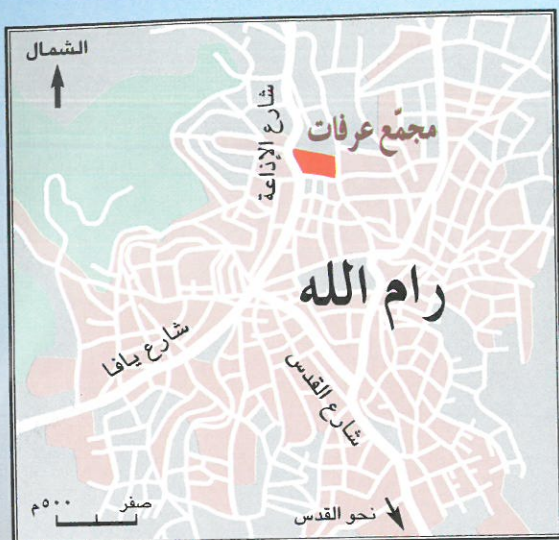 الشمال
شارع الإذاعة
مجمّع عرفات
رام الله
شارع يافا
شارع القدس
صفر ٥٠٠م
نحو القدس